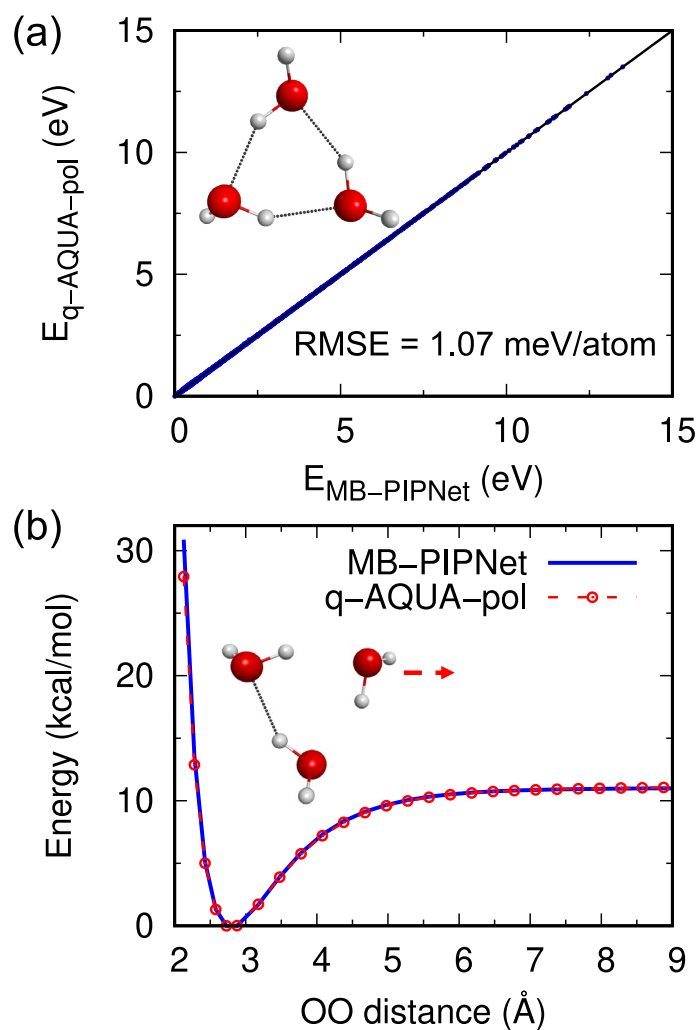 (a)
15
10
5
0
E_q−AQUA−pol (eV)
RMSE = 1.07 meV/atom
0 5 10 15
E_MB−PIPNet (eV)
(b)
30
20
10
0
Energy (kcal/mol)
MB−PIPNet
q−AQUA−pol
2 3 4 5 6 7 8 9
OO distance (Å)